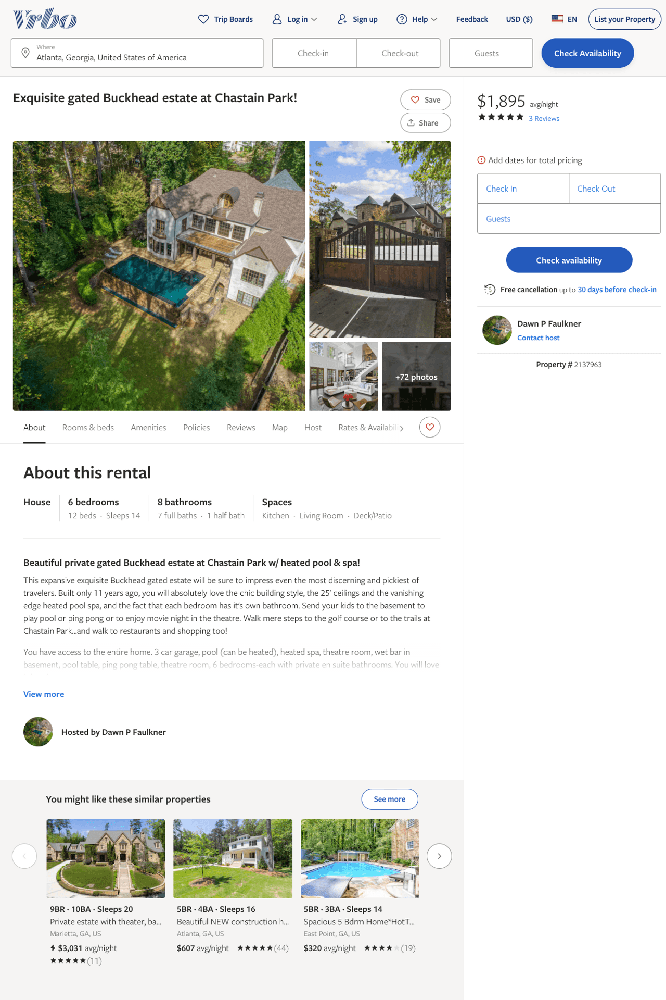 Vrbo
Trip Boards
Log in
Sign up
Help
Feedback
USD ($)
EN
List your Property
Where
Atlanta, Georgia, United States of America
Check-in
Check-out
Guests
Check Availability
Exquisite gated Buckhead estate at Chastain Park!
Save
Share
+72 photos
$1,895 avg/night
3 Reviews
Add dates for total pricing
Check In
Check Out
Guests
Check availability
Free cancellation up to 30 days before check-in
Dawn P Faulkner
Contact host
Property # 2137963
About
Rooms & beds
Amenities
Policies
Reviews
Map
Host
Rates & Availabili
About this rental
House
6 bedrooms
12 beds · Sleeps 14
8 bathrooms
7 full baths · 1 half bath
Spaces
Kitchen · Living Room · Deck/Patio
Beautiful private gated Buckhead estate at Chastain Park w/ heated pool & spa!
This expansive exquisite Buckhead gated estate will be sure to impress even the most discerning and pickiest of
travelers. Built only 11 years ago, you will absolutely love the chic building style, the 25' ceilings and the vanishing
edge heated pool spa, and the fact that each bedroom has it's own bathroom. Send your kids to the basement to
play pool or ping pong or to enjoy movie night in the theatre. Walk mere steps to the golf course or to the trails at
Chastain Park...and walk to restaurants and shopping too!
You have access to the entire home. 3 car garage, pool (can be heated), heated spa, theatre room, wet bar in
basement, pool table, ping pong table, theatre room, 6 bedrooms-each with private en suite bathrooms. You will love
View more
Hosted by Dawn P Faulkner
You might like these similar properties
See more
9BR · 10BA · Sleeps 20
Private estate with theater, ba...
Marietta, GA, US
$3,031 avg/night
(11)
5BR · 4BA · Sleeps 16
Beautiful NEW construction h...
Atlanta, GA, US
$607 avg/night
(44)
5BR · 3BA · Sleeps 14
Spacious 5 Bdrm Home*HotT...
East Point, GA, US
$320 avg/night
(19)